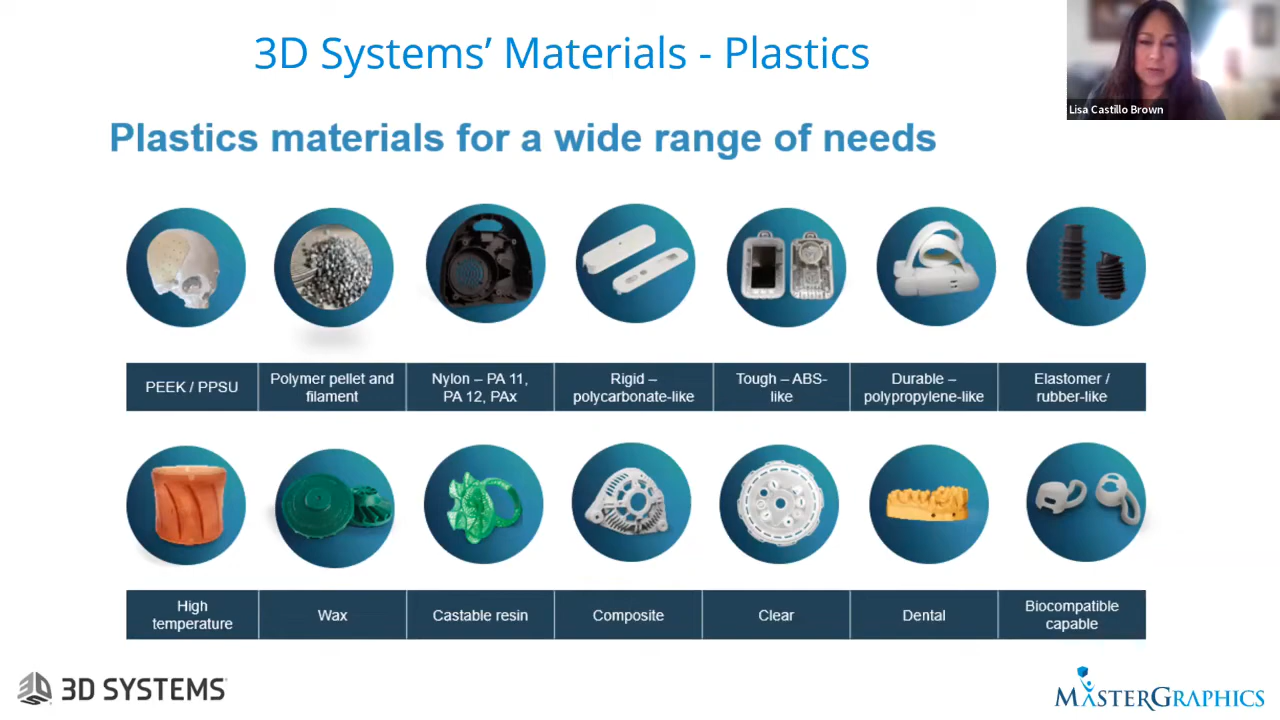 3D Systems’ Materials - Plastics
Lisa Castillo Brown
Plastics materials for a wide range of needs
PEEK / PPSU
Polymer pellet and
filament
Nylon – PA 11,
PA 12, PAx
Rigid –
polycarbonate-like
Tough – ABS-
like
Durable –
polypropylene-like
Elastomer /
rubber-like
High
temperature
Wax
Castable resin
Composite
Clear
Dental
Biocompatible
capable
3D SYSTEMS
MASTERGRAPHICS